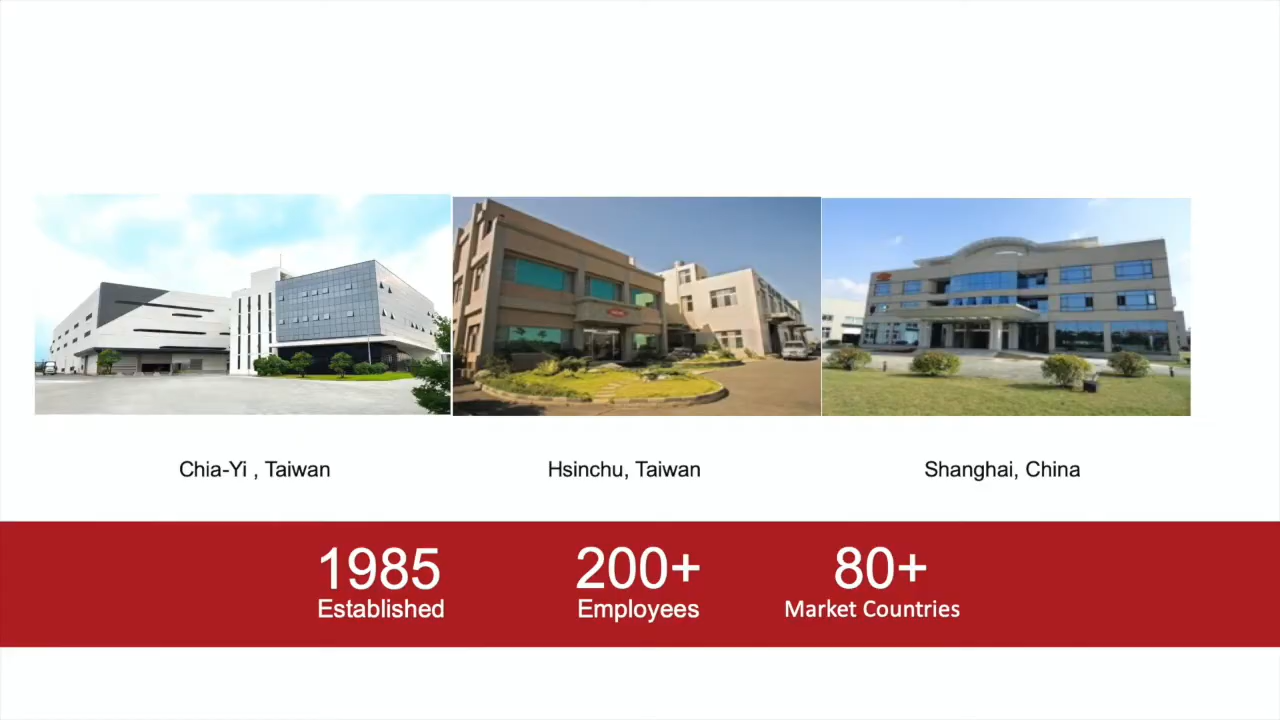 Chia-Yi , Taiwan
Hsinchu, Taiwan
Shanghai, China
1985
Established
200+
Employees
80+
Market Countries